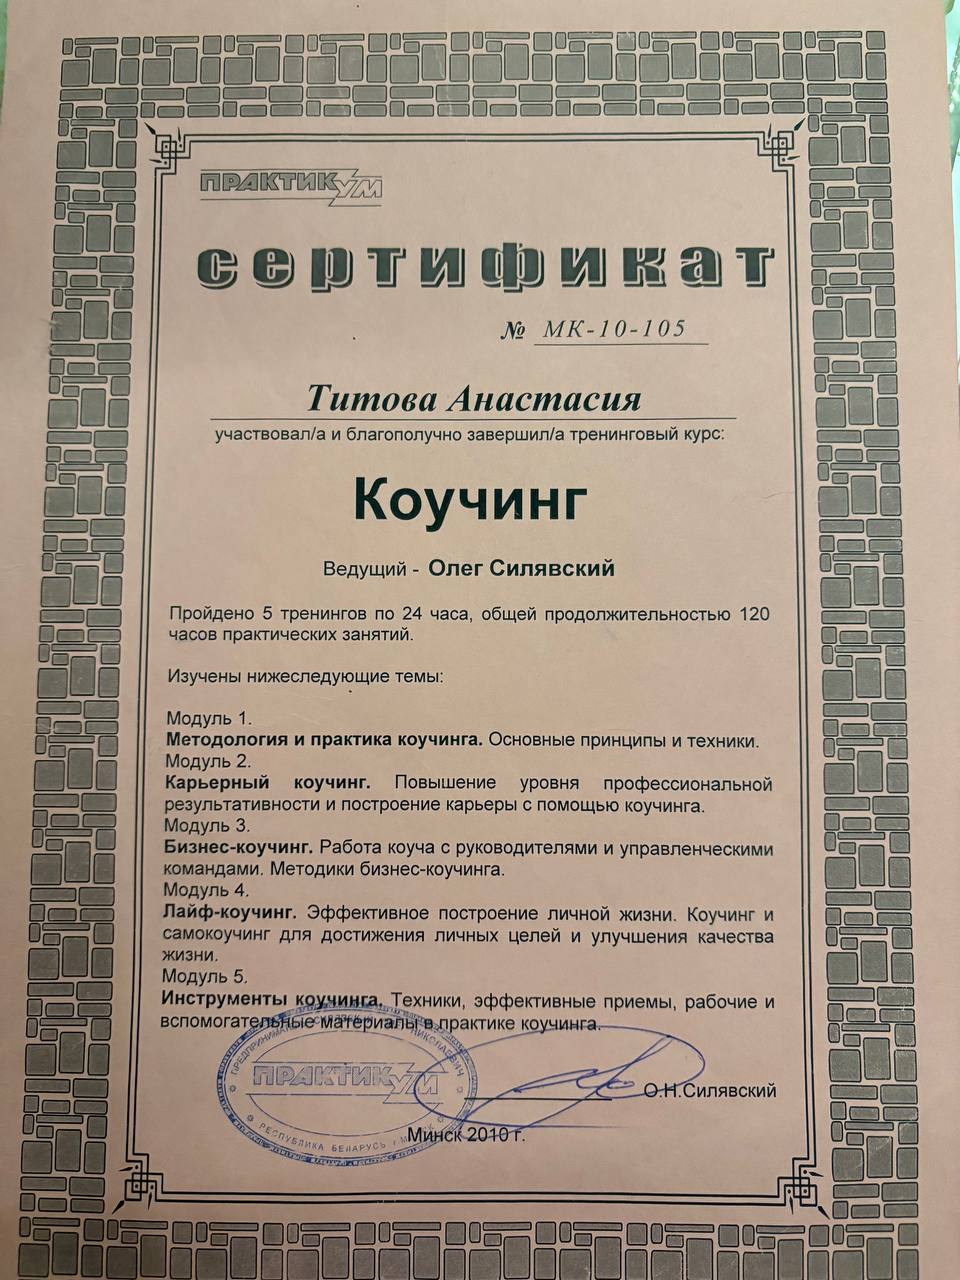 ПРАКТИКУМ
сертификат
№ МК-10-105
Титова Анастасия
участвовал/а и благополучно завершил/а тренинговый курс:
Коучинг
Ведущий - Олег Силявский
Пройдено 5 тренингов по 24 часа, общей продолжительностью 120
часов практических занятий.
Изучены нижеследующие темы:
Модуль 1.
Методология и практика коучинга. Основные принципы и техники.
Модуль 2.
Карьерный коучинг. Повышение уровня профессиональной
результативности и построение карьеры с помощью коучинга.
Модуль 3.
Бизнес-коучинг. Работа коуча с руководителями и управленческими
командами. Методики бизнес-коучинга.
Модуль 4.
Лайф-коучинг. Эффективное построение личной жизни. Коучинг и
самокоучинг для достижения личных целей и улучшения качества
жизни.
Модуль 5.
Инструменты коучинга. Техники, эффективные приемы, рабочие и
вспомогательные материалы в практике коучинга.
НИКОЛАЕВИЧ
ПРАКТИКУМ
О.Н.Силявский
РЕСПУБЛИКА БЕЛАРУСЬ г.МИНСК
Минск 2010 г.